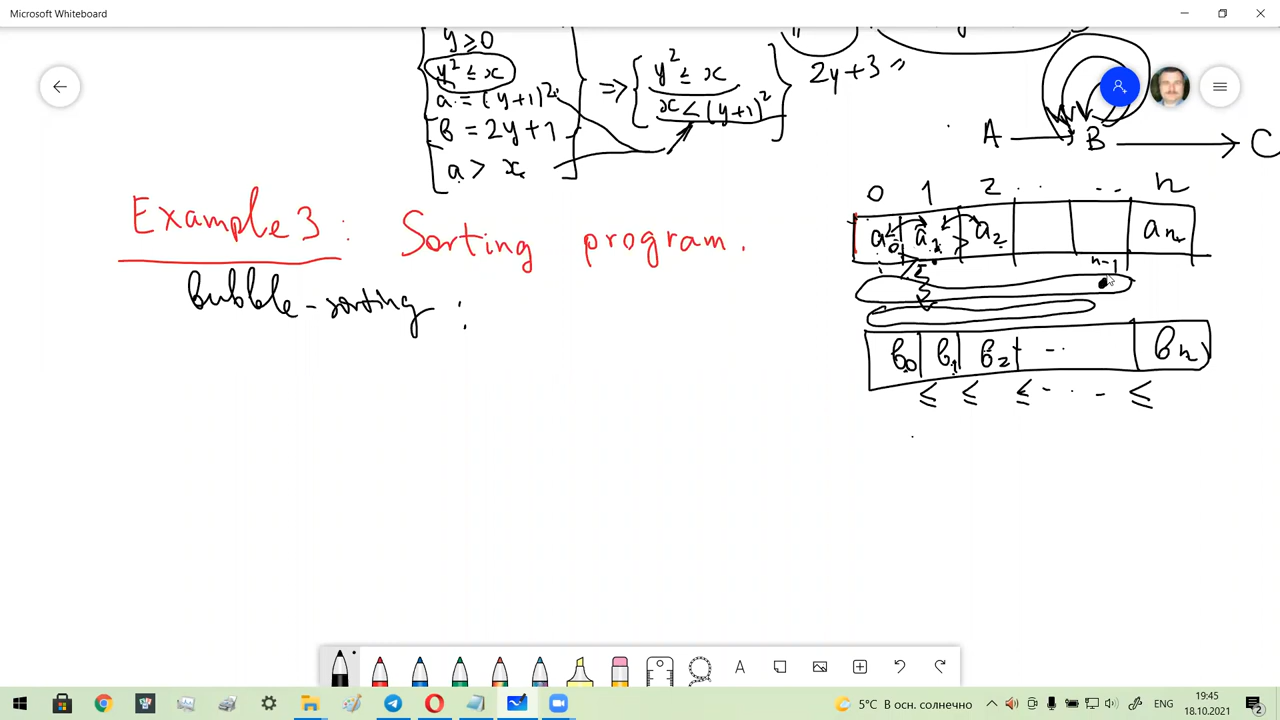 Microsoft Whiteboard
y ≥ 0
y² ≤ x
a = (y+1)²
b = 2y+1
a > x
=> { y² ≤ x
x < (y+1)² }
2y+3 =
A → B → C
0 1 2 . . . . n
Example 3 : Sorting program.
a₂ aₙ
n-1
bubble-sorting :
b₀ b₁ b₂ - . . bₙ
≤ ≤ ≤ - . . - ≤
A
5°C В осн. солнечно
ENG
19:45
18.10.2021
2